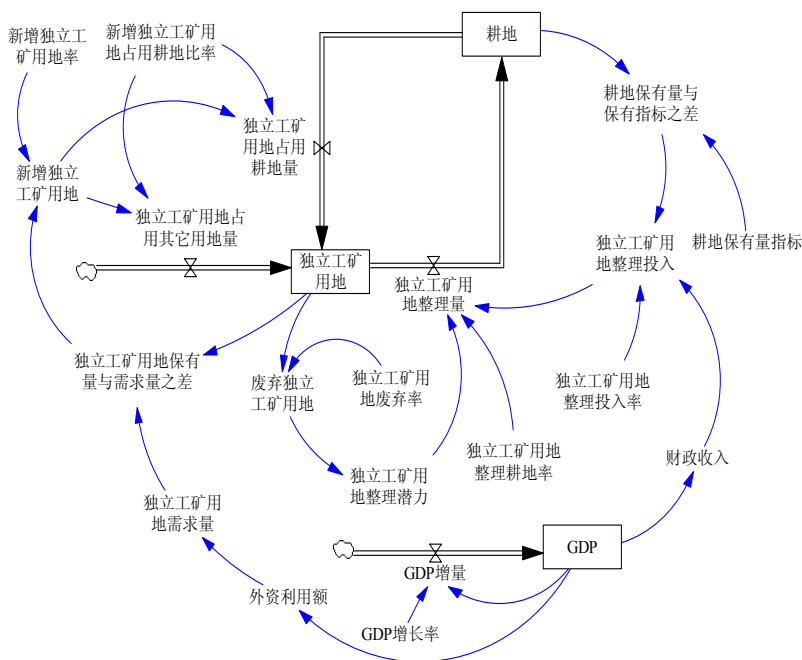 新增独立工
矿用地率
新增独立工矿用
地占用耕地比率
耕地
耕地保有量与
保有指标之差
独立工矿
用地占用
耕地量
新增独立
工矿用地
独立工矿用地占
用其它用地量
独立工矿
用地
独立工矿用
地整理量
独立工矿用
地整理投入
耕地保有量指标
独立工矿用地保有
量与需求量之差
废弃独立
工矿用地
独立工矿用
地废弃率
独立工矿用地
整理投入率
独立工矿用
地整理潜力
独立工矿用地
整理耕地率
财政收入
独立工矿用
地需求量
GDP
GDP增量
外资利用额
GDP增长率